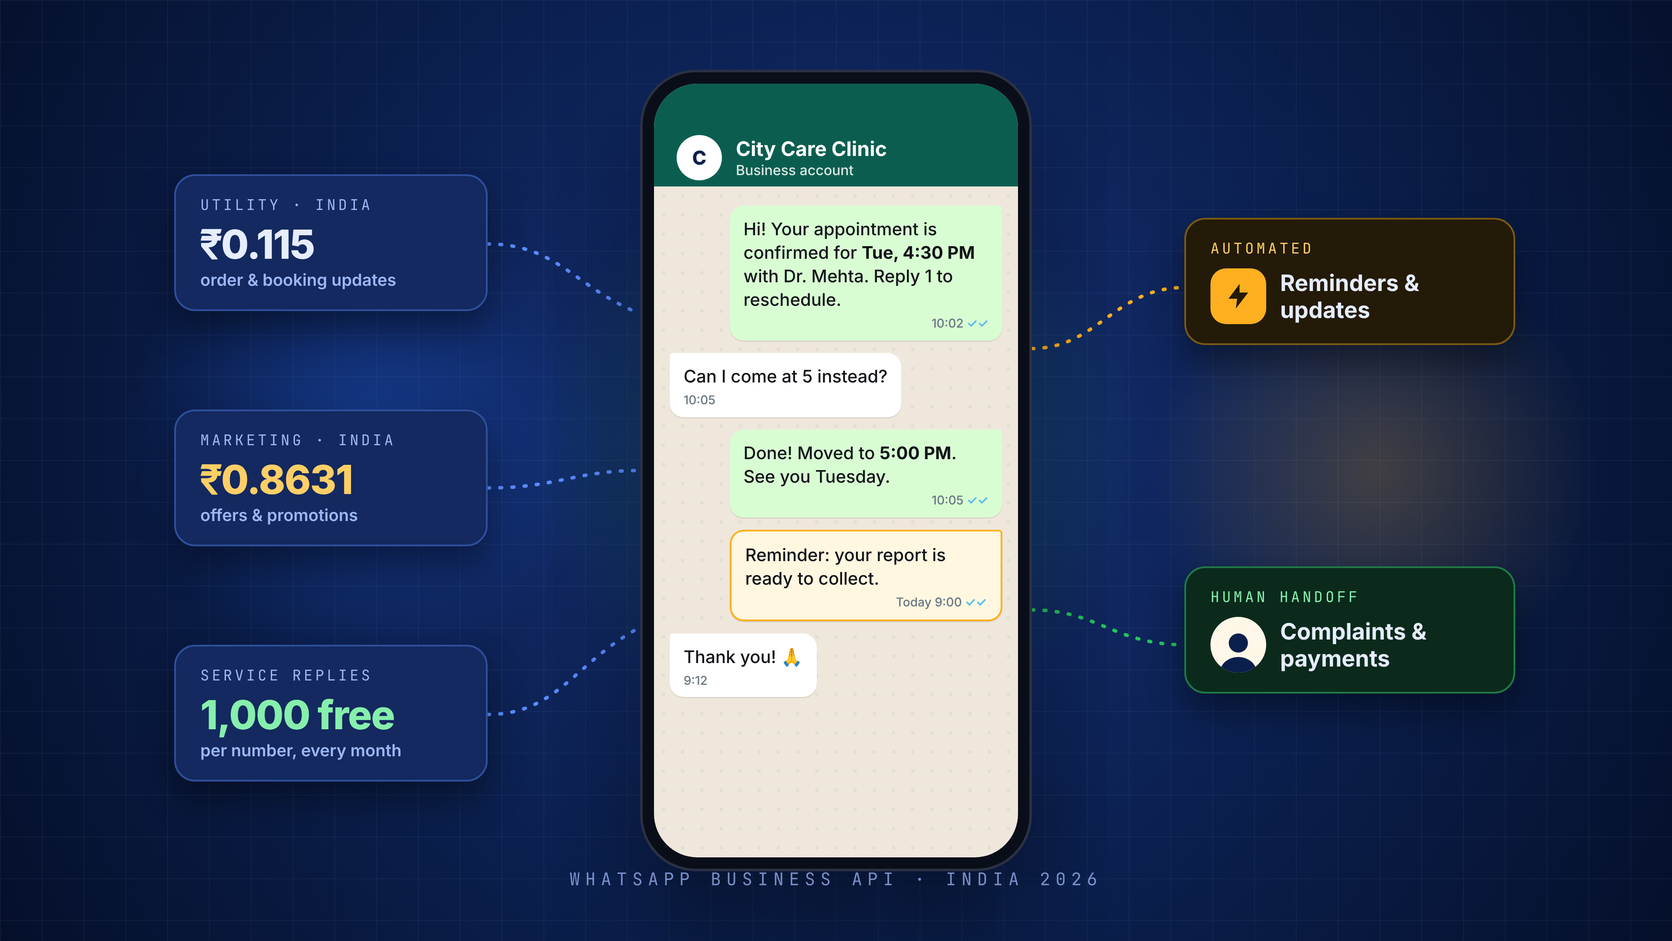 UTILITY · INDIA
₹0.115
order & booking updates
MARKETING · INDIA
₹0.8631
offers & promotions
SERVICE REPLIES
1,000 free
per number, every month
C
City Care Clinic
Business account
Hi! Your appointment is
confirmed for Tue, 4:30 PM
with Dr. Mehta. Reply 1 to
reschedule.
10:02 ✓✓
Can I come at 5 instead?
10:05
Done! Moved to 5:00 PM.
See you Tuesday.
10:05 ✓✓
Reminder: your report is
ready to collect.
Today 9:00 ✓✓
Thank you! 🙏
9:12
AUTOMATED
Reminders &
updates
HUMAN HANDOFF
Complaints &
payments
WHATSAPP BUSINESS API · INDIA 2026